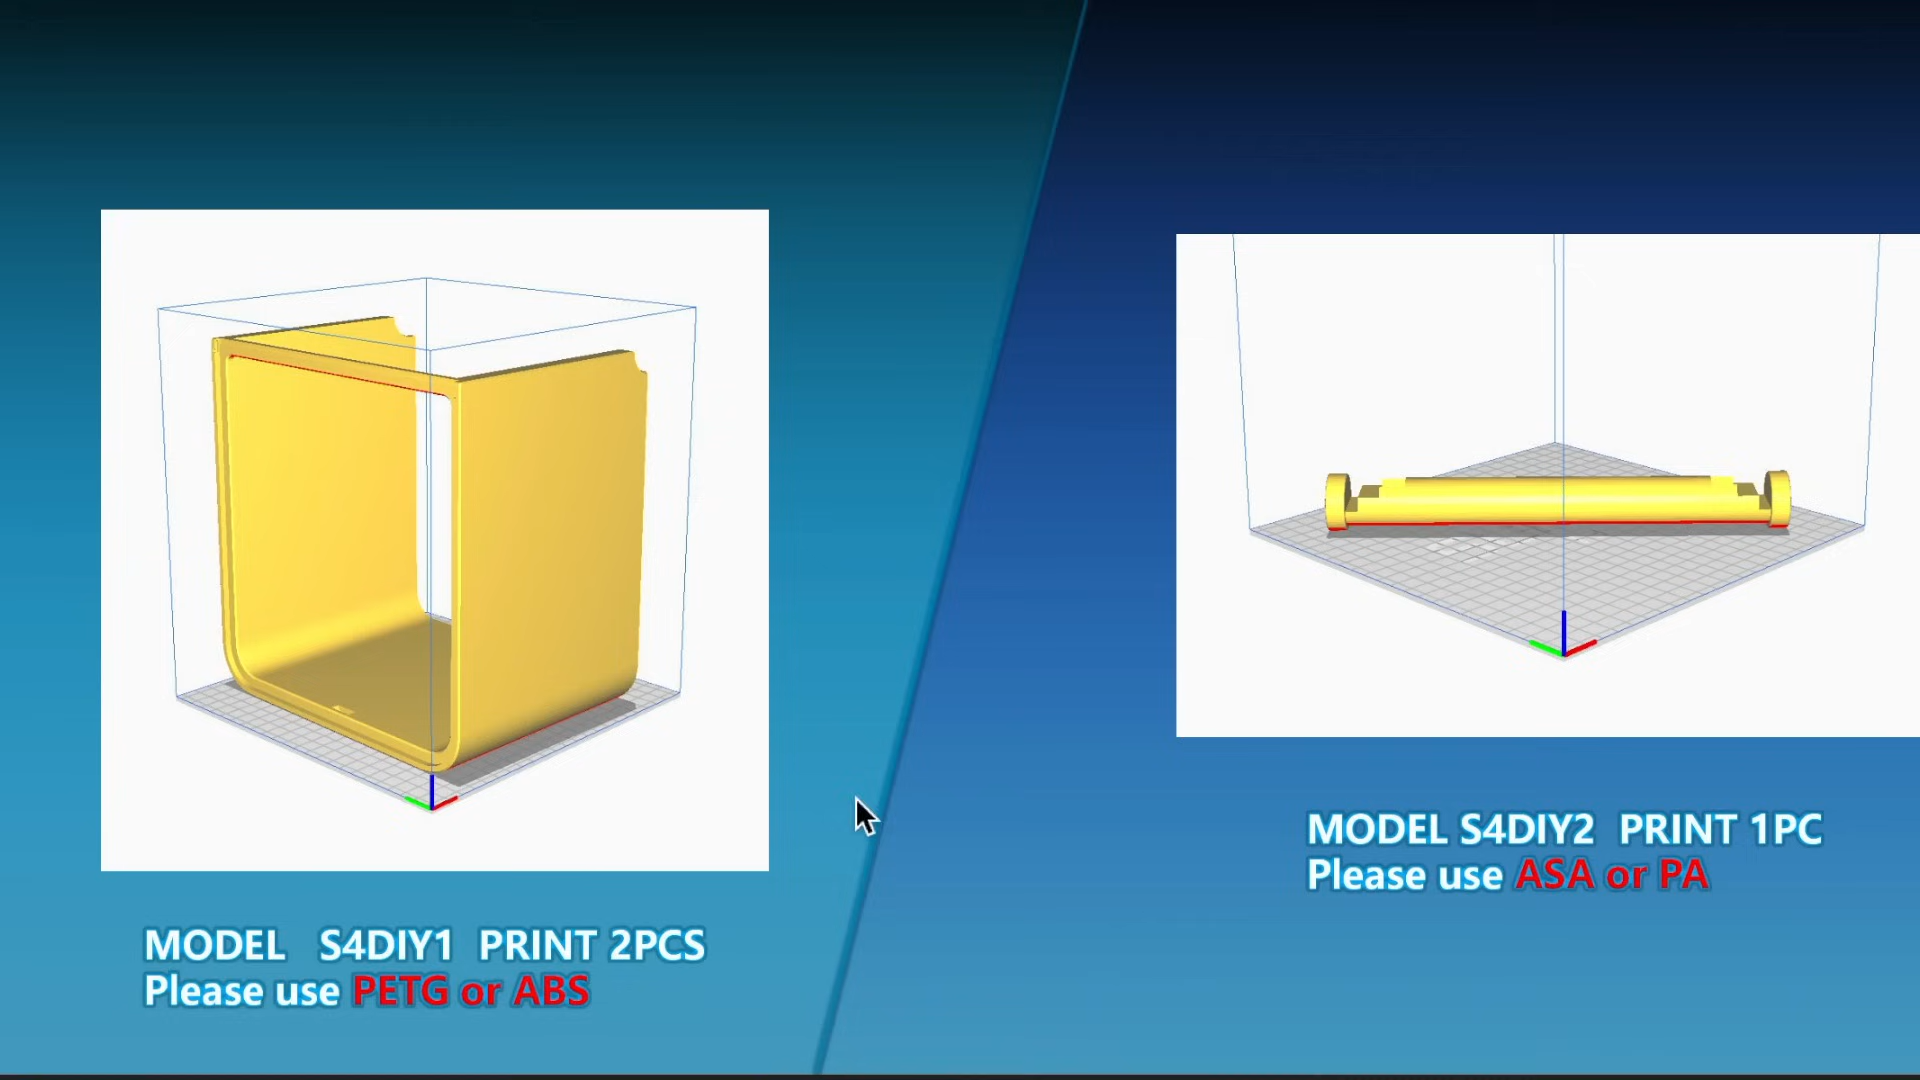 MODEL S4DIY1 PRINT 2PCS
Please use PETG or ABS
MODEL S4DIY2 PRINT 1PC
Please use ASA or PA